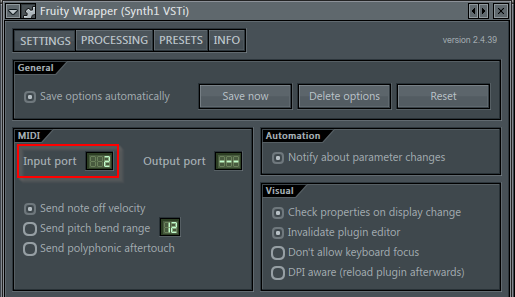 Fruity Wrapper (Synth1 VSTi)
SETTINGS PROCESSING PRESETS INFO
version 2.4.39
General
Save options automatically
Save now
Delete options
Reset
MIDI
Input port 2
Output port ---
Send note off velocity
Send pitch bend range 12
Send polyphonic aftertouch
Automation
Notify about parameter changes
Visual
Check properties on display change
Invalidate plugin editor
Don't allow keyboard focus
DPI aware (reload plugin afterwards)